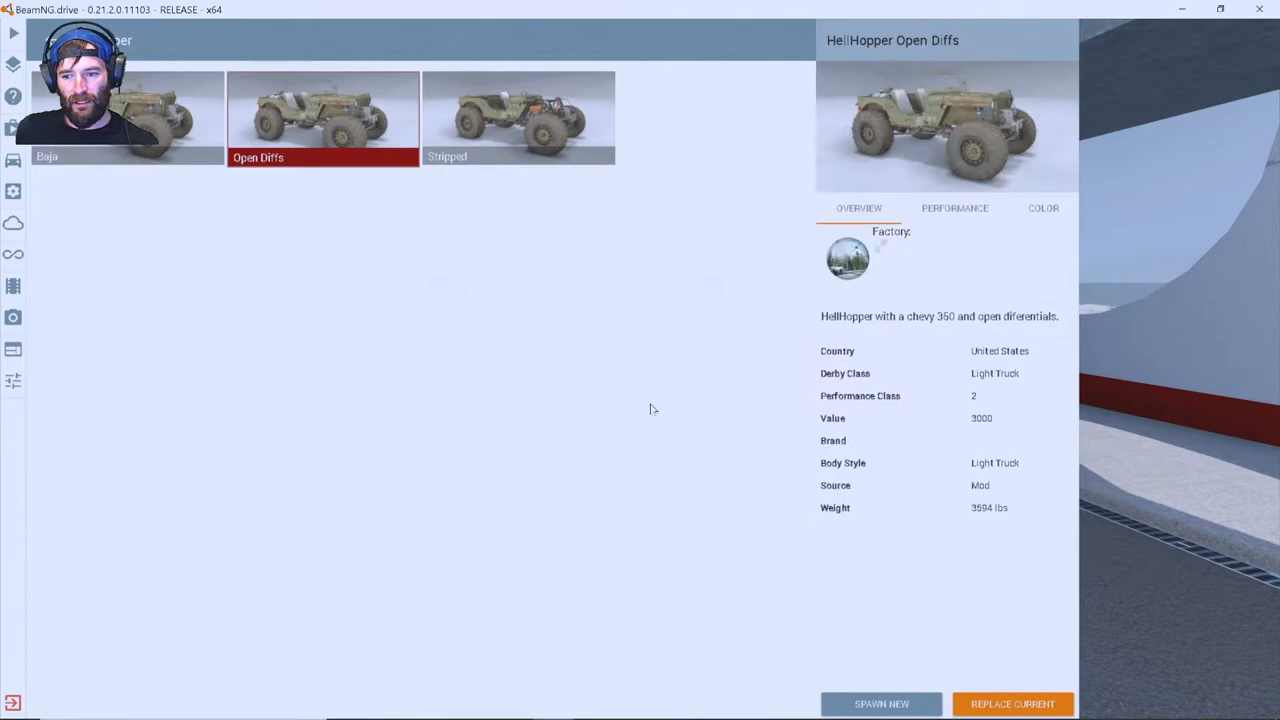 BeamNG.drive - 0.21.2.0.11103 - RELEASE - x64
HellHopper Open Diffs
Baja
Open Diffs
Stripped
OVERVIEW
PERFORMANCE
COLOR
Factory:
HellHopper with a chevy 350 and open diferentials.
Country United States
Derby Class Light Truck
Performance Class 2
Value 3000
Brand
Body Style Light Truck
Source Mod
Weight 3594 lbs
SPAWN NEW
REPLACE CURRENT